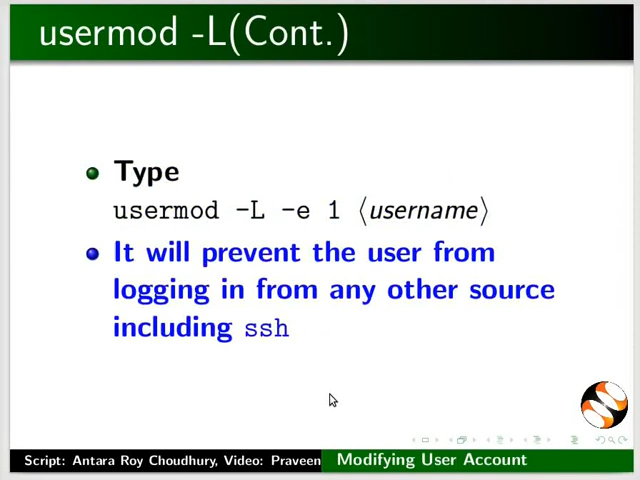 usermod -L(Cont.)
Type
usermod -L -e 1 ⟨username⟩
It will prevent the user from
logging in from any other source
including ssh
Script: Antara Roy Choudhury, Video: Praveen
Modifying User Account